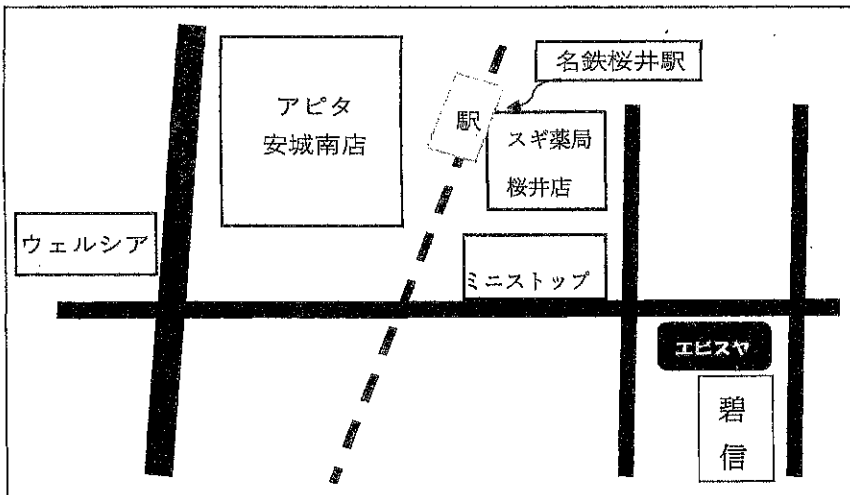 名鉄桜井駅
アピタ
安城南店
駅
スギ薬局
桜井店
ウェルシア
ミニストップ
エビスヤ
碧
信